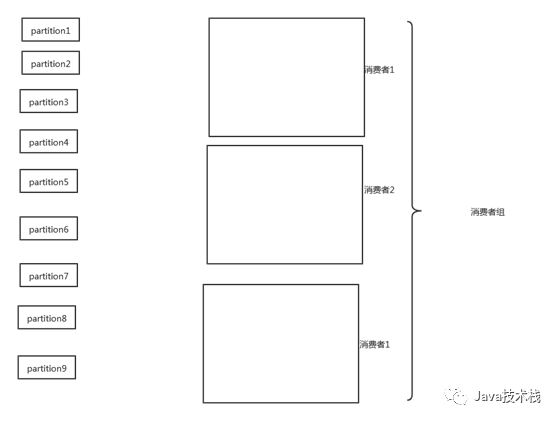 partition1
partition2
partition3
partition4
partition5
partition6
partition7
partition8
partition9
消费者1
消费者2
消费者1
消费者组
Java技术栈